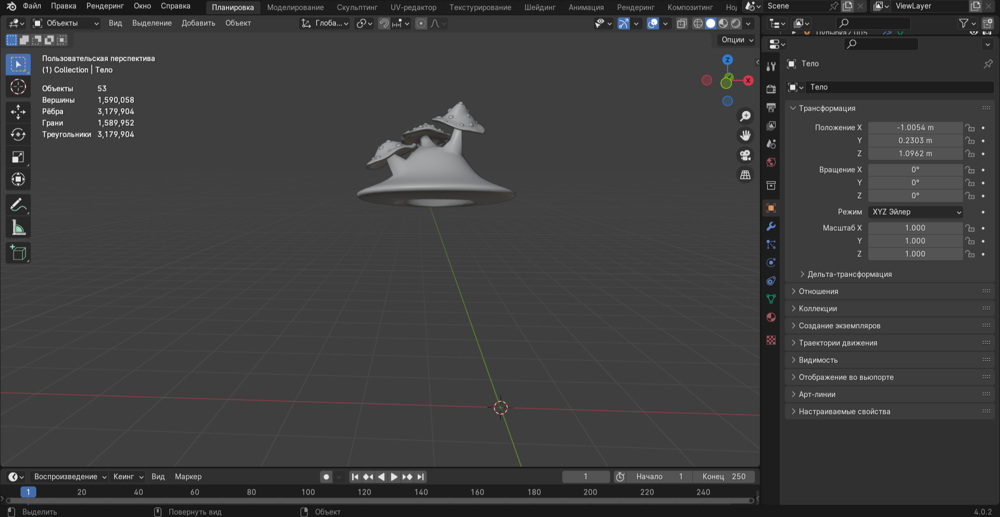 Файл Правка Рендеринг Окно Справка Планировка Моделирование Скульптинг UV-редактор Текстурирование Шейдинг Анимация Рендеринг Композитинг Scene ViewLayer
Объекты Вид Выделение Добавить Объект Глоба...
Пупырка2.005
Опции
Пользовательская перспектива
(1) Collection | Тело
Объекты 53
Вершины 1,590,058
Рёбра 3,179,904
Грани 1,589,952
Треугольники 3,179,904
Z
X
Тело
Тело
Трансформация
Положение X -1.0054 m
Y 0.2303 m
Z 1.0962 m
Вращение X 0°
Y 0°
Z 0°
Режим XYZ Эйлер
Масштаб X 1.000
Y 1.000
Z 1.000
Дельта-трансформация
Отношения
Коллекции
Создание экземпляров
Траектории движения
Видимость
Отображение во вьюпорте
Арт-линии
Настраиваемые свойства
Воспроизведение Кеинг Вид Маркер 1 Начало 1 Конец 250
1 20 40 60 80 100 120 140 160 180 200 220 240
Выделить Повернуть вид Объект 4.0.2